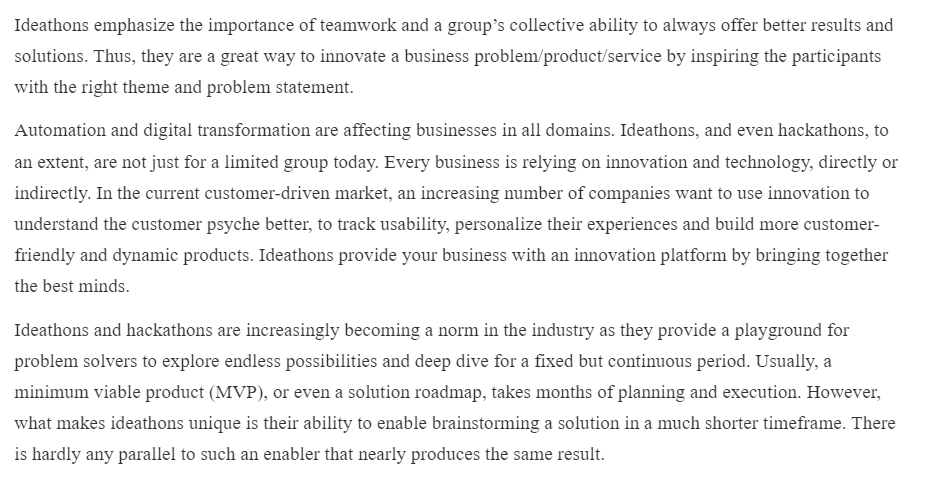 Ideathons emphasize the importance of teamwork and a group’s collective ability to always offer better results and
solutions. Thus, they are a great way to innovate a business problem/product/service by inspiring the participants
with the right theme and problem statement.
Automation and digital transformation are affecting businesses in all domains. Ideathons, and even hackathons, to
an extent, are not just for a limited group today. Every business is relying on innovation and technology, directly or
indirectly. In the current customer-driven market, an increasing number of companies want to use innovation to
understand the customer psyche better, to track usability, personalize their experiences and build more customer-
friendly and dynamic products. Ideathons provide your business with an innovation platform by bringing together
the best minds.
Ideathons and hackathons are increasingly becoming a norm in the industry as they provide a playground for
problem solvers to explore endless possibilities and deep dive for a fixed but continuous period. Usually, a
minimum viable product (MVP), or even a solution roadmap, takes months of planning and execution. However,
what makes ideathons unique is their ability to enable brainstorming a solution in a much shorter timeframe. There
is hardly any parallel to such an enabler that nearly produces the same result.